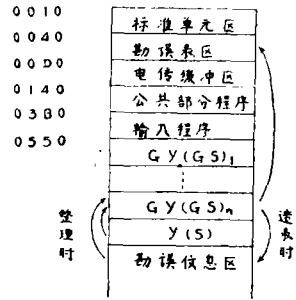 0010
标准单元区
0040
勘误表区
00D0
电传缓冲区
0140
公共部分程序
03B0
输入程序
0550
GY(GS)₁
⋮
GY(GS)ₙ
Y(S)
勘误信息区
整理时
造表时